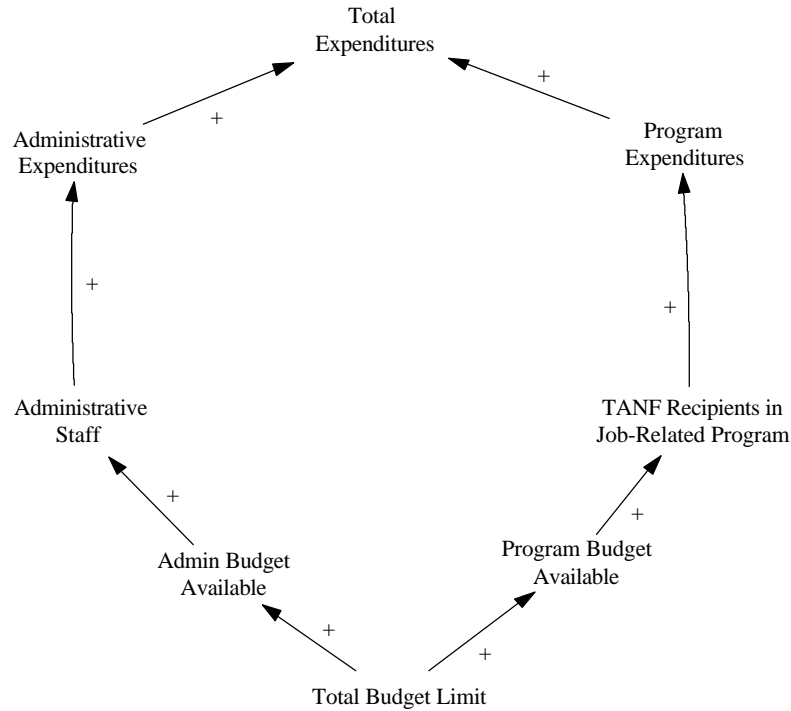 Total
Expenditures
+
+
Administrative
Expenditures
Program
Expenditures
+
+
Administrative
Staff
TANF Recipients in
Job-Related Program
+
+
Admin Budget
Available
Program Budget
Available
+
+
Total Budget Limit